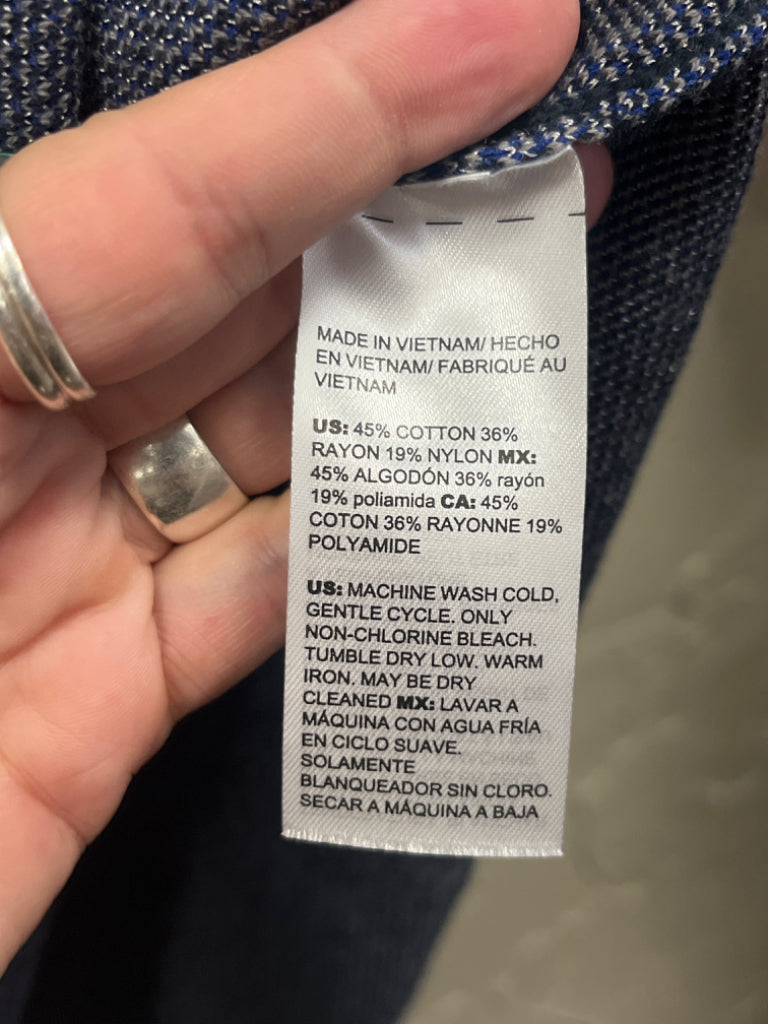 MADE IN VIETNAM/ HECHO
EN VIETNAM/ FABRIQUÉ AU
VIETNAM
US: 45% COTTON 36%
RAYON 19% NYLON MX:
45% ALGODÓN 36% rayón
19% poliamida CA: 45%
COTON 36% RAYONNE 19%
POLYAMIDE
US: MACHINE WASH COLD,
GENTLE CYCLE. ONLY
NON-CHLORINE BLEACH.
TUMBLE DRY LOW. WARM
IRON. MAY BE DRY
CLEANED MX: LAVAR A
MÁQUINA CON AGUA FRÍA
EN CICLO SUAVE.
SOLAMENTE
BLANQUEADOR SIN CLORO.
SECAR A MÁQUINA A BAJA